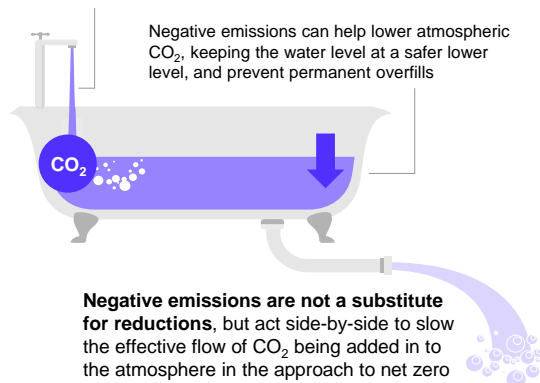 Negative emissions can help lower atmospheric
CO₂, keeping the water level at a safer lower
level, and prevent permanent overfills
CO₂
Negative emissions are not a substitute
for reductions, but act side-by-side to slow
the effective flow of CO₂ being added in to
the atmosphere in the approach to net zero